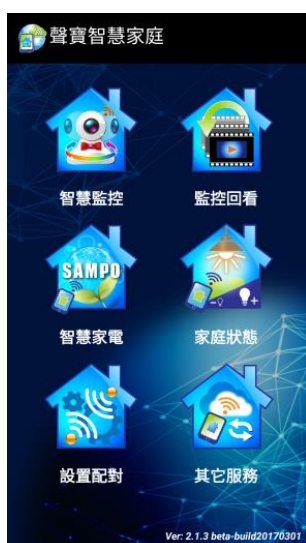 聲寶智慧家庭
智慧監控
監控回看
SAMPO
智慧家電
家庭狀態
設置配對
其它服務
Ver: 2.1.3 beta-build20170301